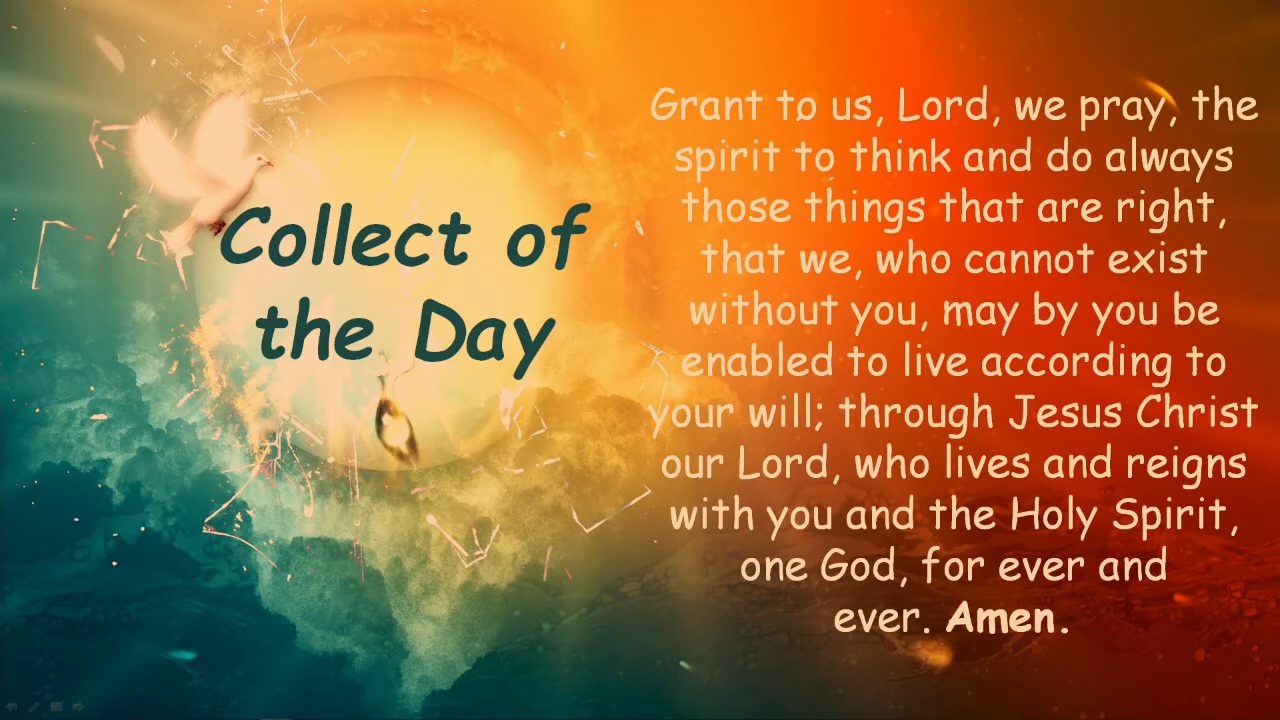 Collect of
the Day
Grant to us, Lord, we pray, the
spirit to think and do always
those things that are right,
that we, who cannot exist
without you, may by you be
enabled to live according to
your will; through Jesus Christ
our Lord, who lives and reigns
with you and the Holy Spirit,
one God, for ever and
ever. Amen.